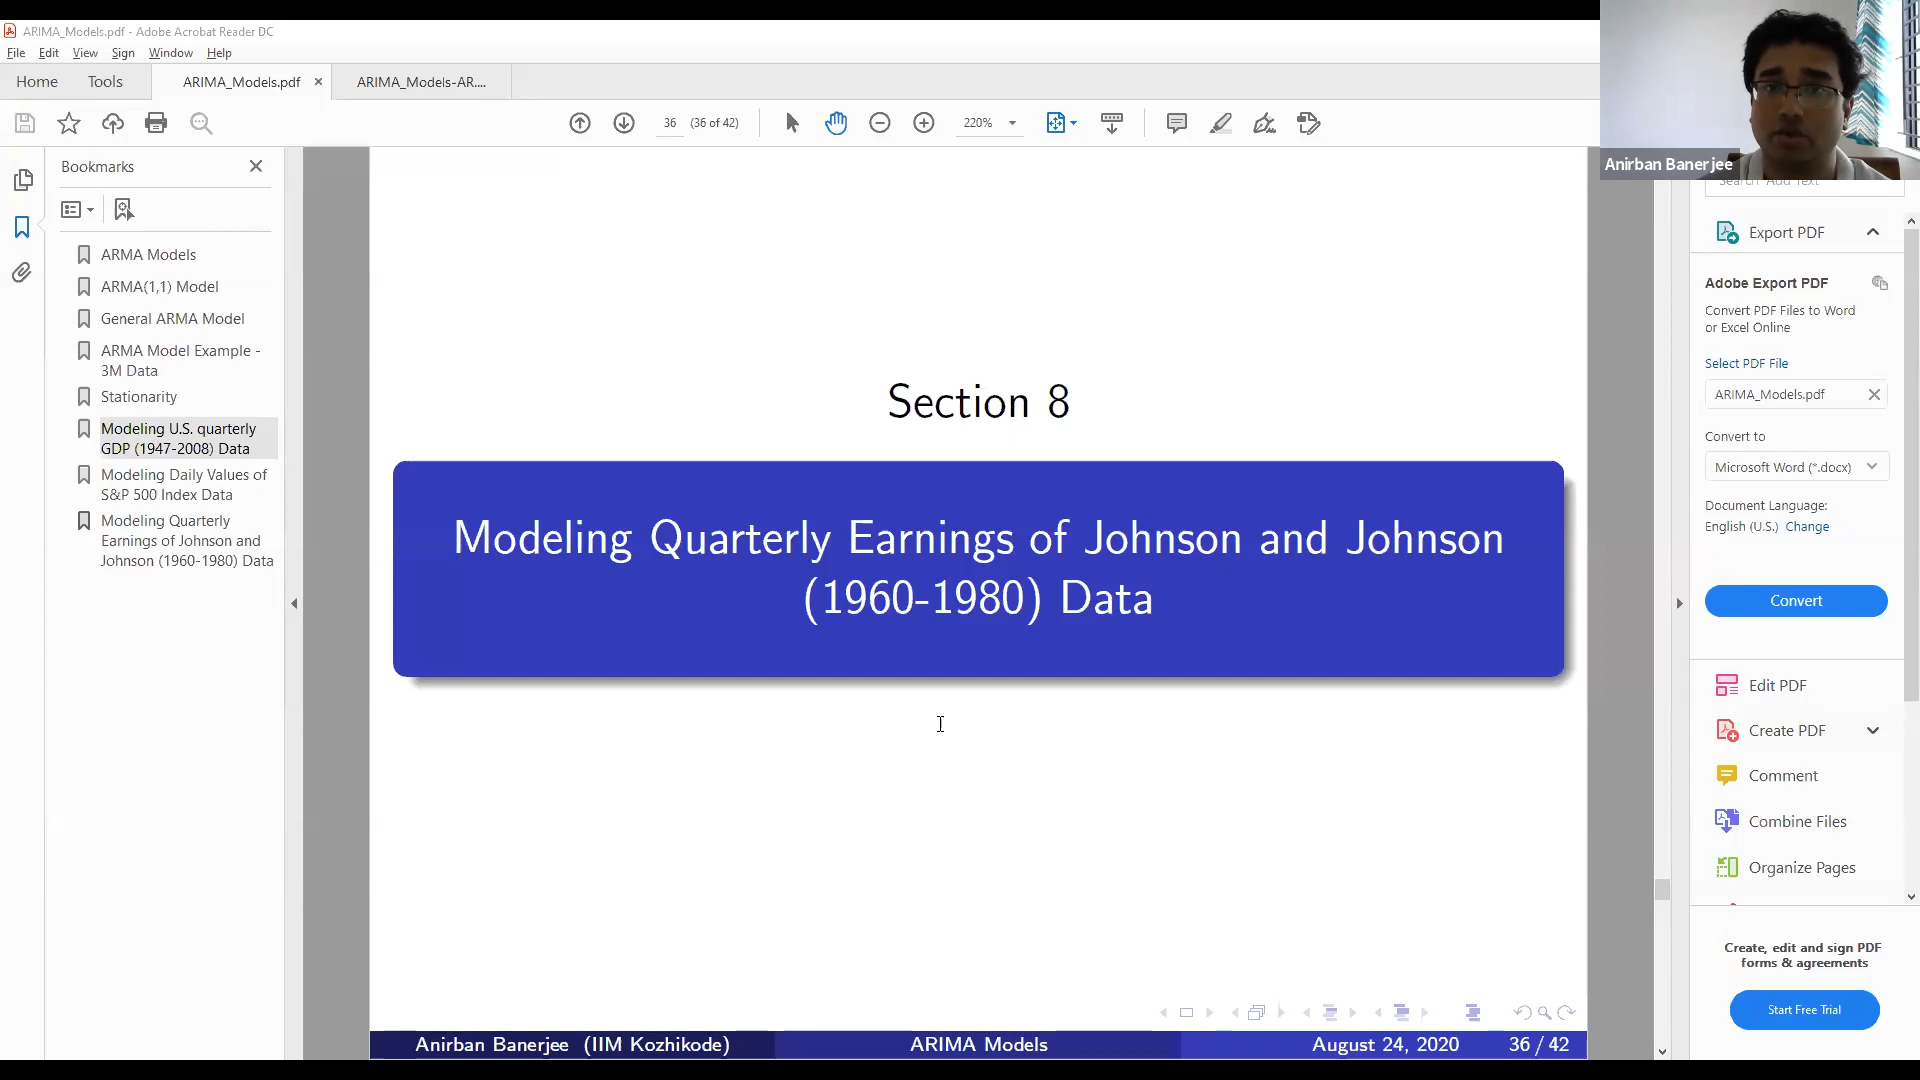 ARIMA_Models.pdf - Adobe Acrobat Reader DC
File Edit View Sign Window Help
Home Tools ARIMA_Models.pdf × ARIMA_Models-AR....
36 (36 of 42) 220%
Anirban Banerjee
Bookmarks
ARMA Models
ARMA(1,1) Model
General ARMA Model
ARMA Model Example -
3M Data
Stationarity
Modeling U.S. quarterly
GDP (1947-2008) Data
Modeling Daily Values of
S&P 500 Index Data
Modeling Quarterly
Earnings of Johnson and
Johnson (1960-1980) Data
Section 8
Modeling Quarterly Earnings of Johnson and Johnson
(1960-1980) Data
Anirban Banerjee (IIM Kozhikode) ARIMA Models August 24, 2020 36 / 42
Search 'Add Text'
Export PDF
Adobe Export PDF
Convert PDF Files to Word
or Excel Online
Select PDF File
ARIMA_Models.pdf
Convert to
Microsoft Word (*.docx)
Document Language:
English (U.S.) Change
Convert
Edit PDF
Create PDF
Comment
Combine Files
Organize Pages
Create, edit and sign PDF
forms & agreements
Start Free Trial